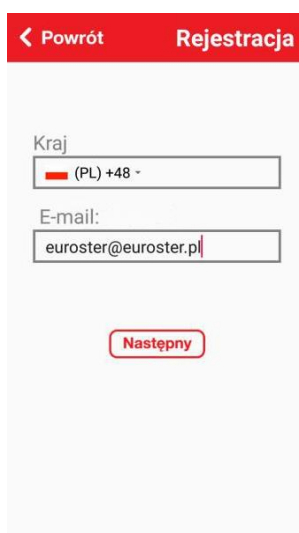 Powrót Rejestracja
Kraj
(PL) +48
E-mail:
euroster@euroster.pl
Następny